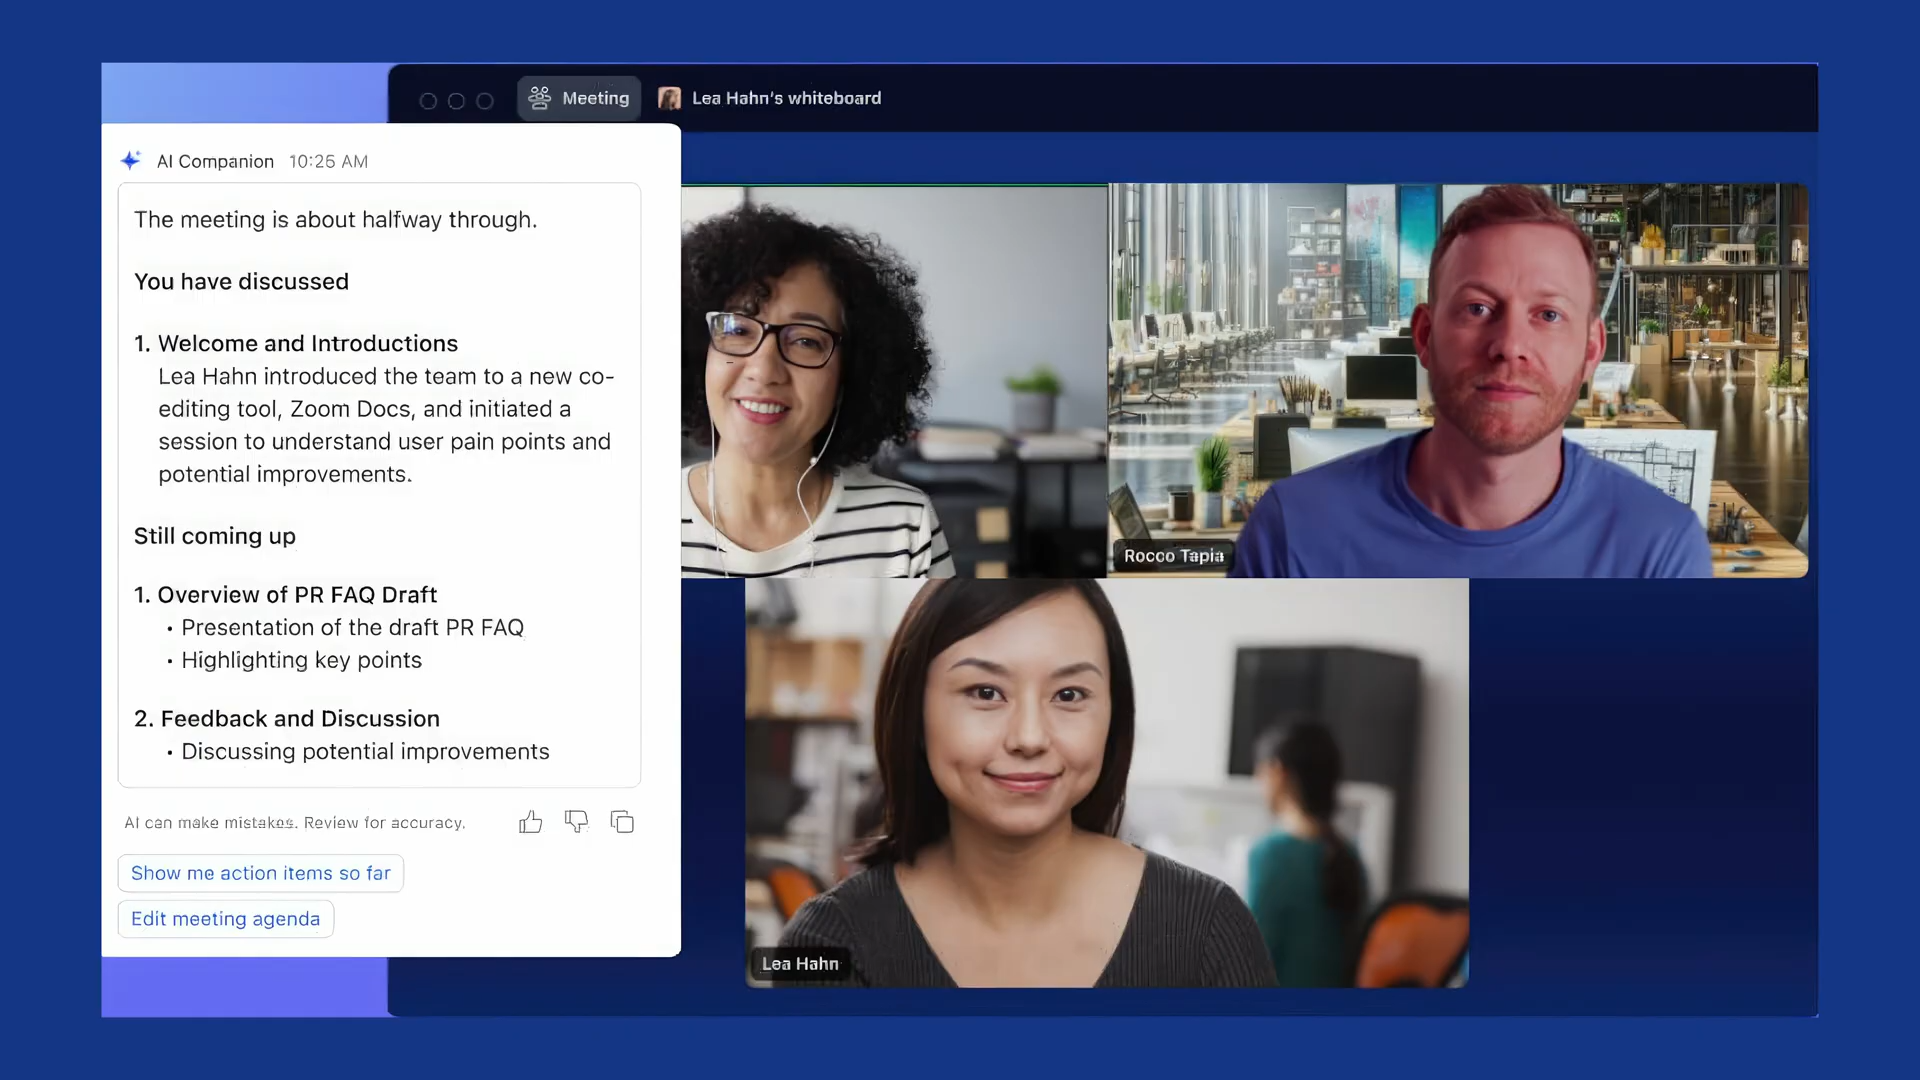 Meeting
Lea Hahn's whiteboard
AI Companion 10:25 AM
The meeting is about halfway through.
You have discussed
1. Welcome and Introductions
Lea Hahn introduced the team to a new co-
editing tool, Zoom Docs, and initiated a
session to understand user pain points and
potential improvements.
Still coming up
1. Overview of PR FAQ Draft
• Presentation of the draft PR FAQ
• Highlighting key points
2. Feedback and Discussion
• Discussing potential improvements
AI can make mistakes. Review for accuracy.
Show me action items so far
Edit meeting agenda
Rocco Tapia
Lea Hahn